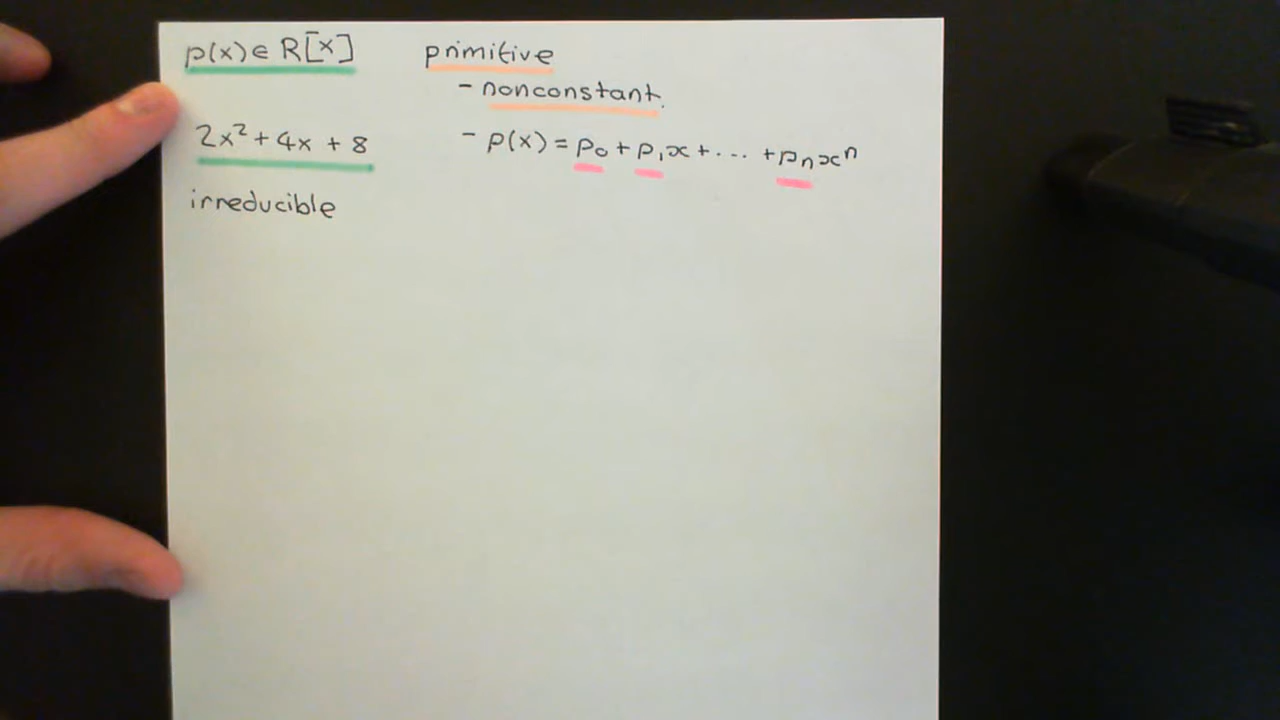 p(x) ∈ R[x]
2x² + 4x + 8
irreducible
primitive
- nonconstant.
- p(x) = p₀ + p₁x + ... + pₙxⁿ